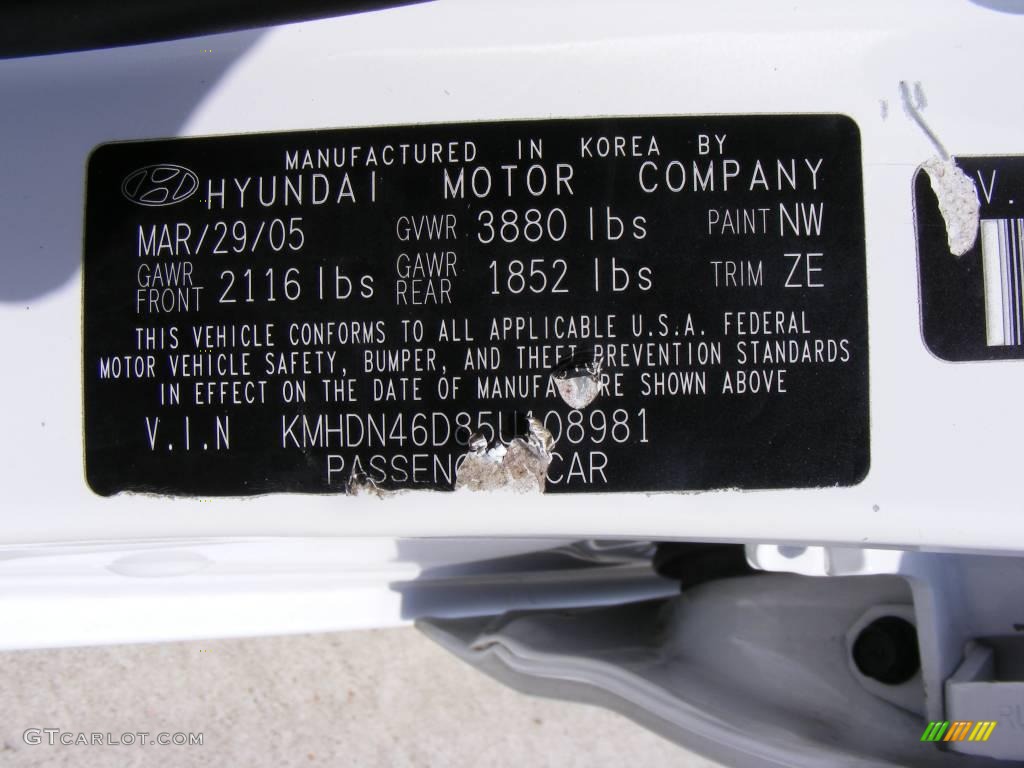 MANUFACTURED IN KOREA BY
HYUNDAI MOTOR COMPANY
MAR/29/05 GVWR 3880 lbs PAINT NW
GAWR FRONT 2116 lbs GAWR REAR 1852 lbs TRIM ZE
THIS VEHICLE CONFORMS TO ALL APPLICABLE U.S.A. FEDERAL
MOTOR VEHICLE SAFETY, BUMPER, AND THEFT PREVENTION STANDARDS
IN EFFECT ON THE DATE OF MANUFACTURE SHOWN ABOVE
V.I.N
CAR
V.
GTCARLOT.COM